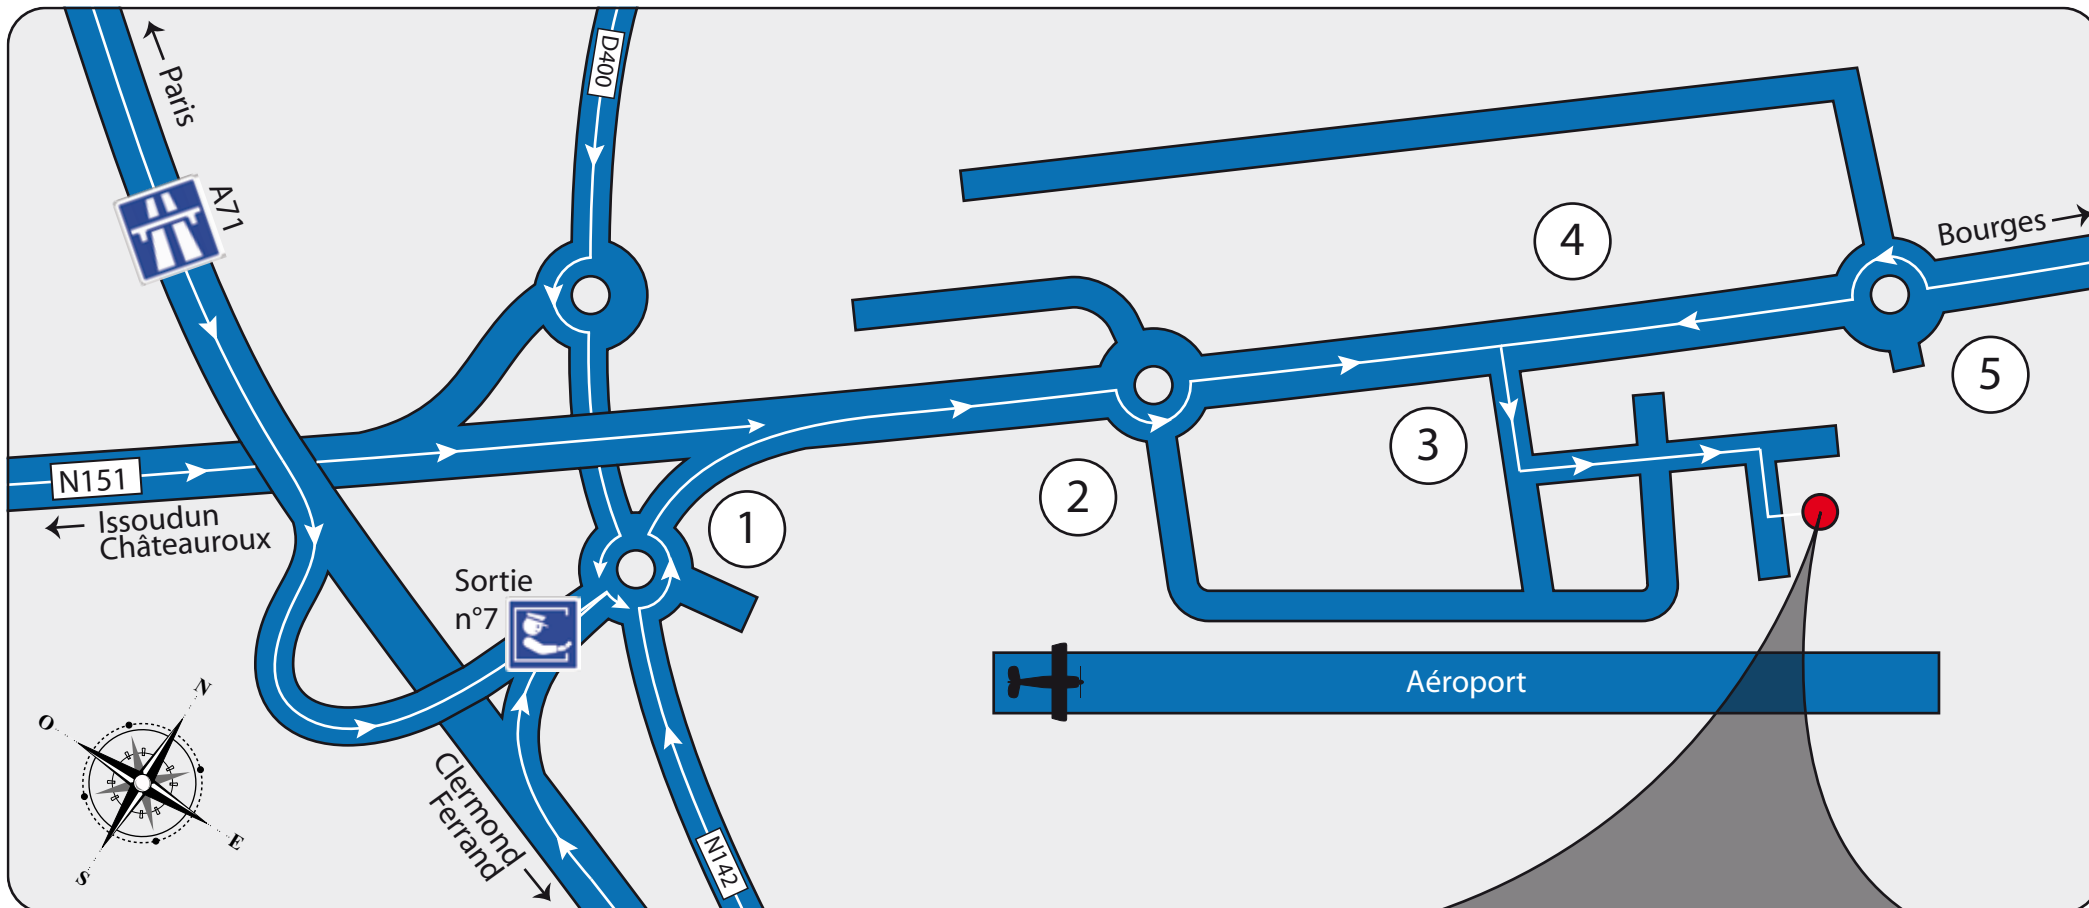 Paris
A71
D400
N151
Issoudun
Châteauroux
Sortie
n°7
1
2
3
4
5
Bourges
Aéroport
Clermond
Ferrand
N142
N
O
E
S